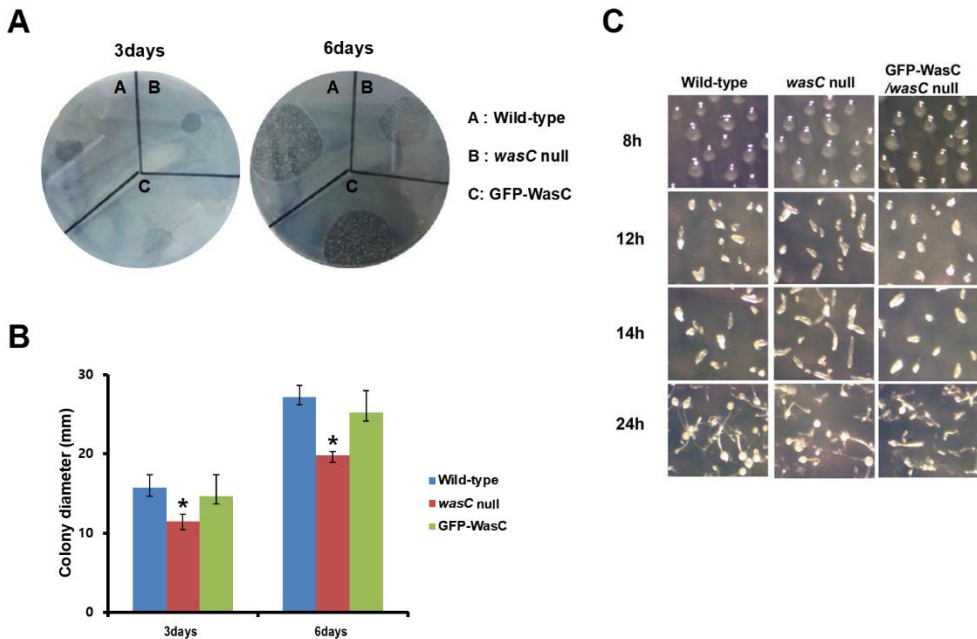 A
3days
6days
A
B
C
A
B
C
A : Wild-type
B : wasC null
C: GFP-WasC
B
Colony diameter (mm)
30
20
10
0
*
*
3days
6days
Wild-type
wasC null
GFP-WasC
C
Wild-type
wasC null
GFP-WasC
/wasC null
8h
12h
14h
24h